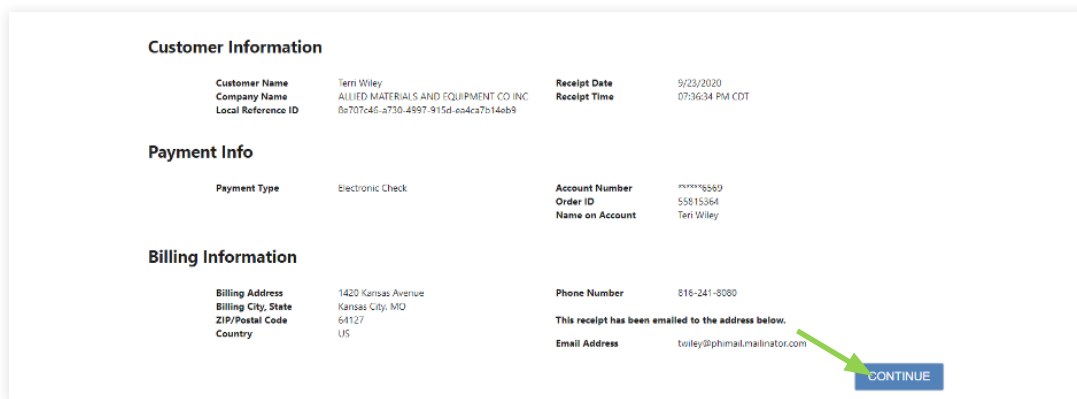 Customer Information
Customer Name Terri Wiley Receipt Date 9/23/2020
Company Name ALLIED MATERIALS AND EQUIPMENT CO INC Receipt Time 07:36:34 PM CDT
Local Reference ID 8e707c46-a730-4997-915d-ea4ca7b14eb9
Payment Info
Payment Type Electronic Check Account Number ******6569
Order ID 55815364
Name on Account Teri Wiley
Billing Information
Billing Address 1420 Kansas Avenue Phone Number 816-241-8080
Billing City, State Kansas City, MO
ZIP/Postal Code 64127 This receipt has been emailed to the address below.
Country US
Email Address twiley@phimail.mailinator.com
CONTINUE